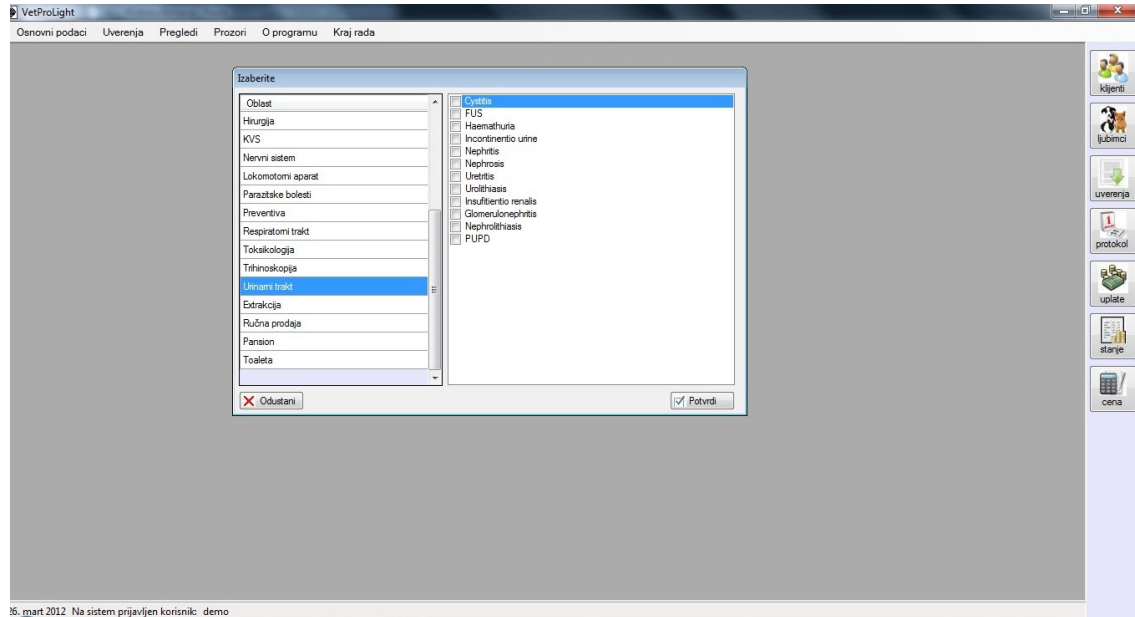 VetProLight
Osnovni podaci Uverenja Pregledi Prozori O programu Kraj rada
Izaberite
Oblast
Hirurgija
KVS
Nervni sistem
Lokomotorni aparat
Parazitske bolesti
Preventiva
Respiratorni trakt
Toksikologija
Trihinoskopija
Urinarni trakt
Extrakcija
Ručna prodaja
Pansion
Toaleta
Cystitis
FUS
Haemathuria
Incontinentio urine
Nephritis
Nephrosis
Uretritis
Urolithiasis
Insufitientio renalis
Glomerulonephritis
Nephrolithiasis
PUPD
Odustani
Potvrdi
klijenti
ljubimci
uverenja
1
protokol
uplate
stanje
cena
26. mart 2012 Na sistem prijavljen korisnik: demo